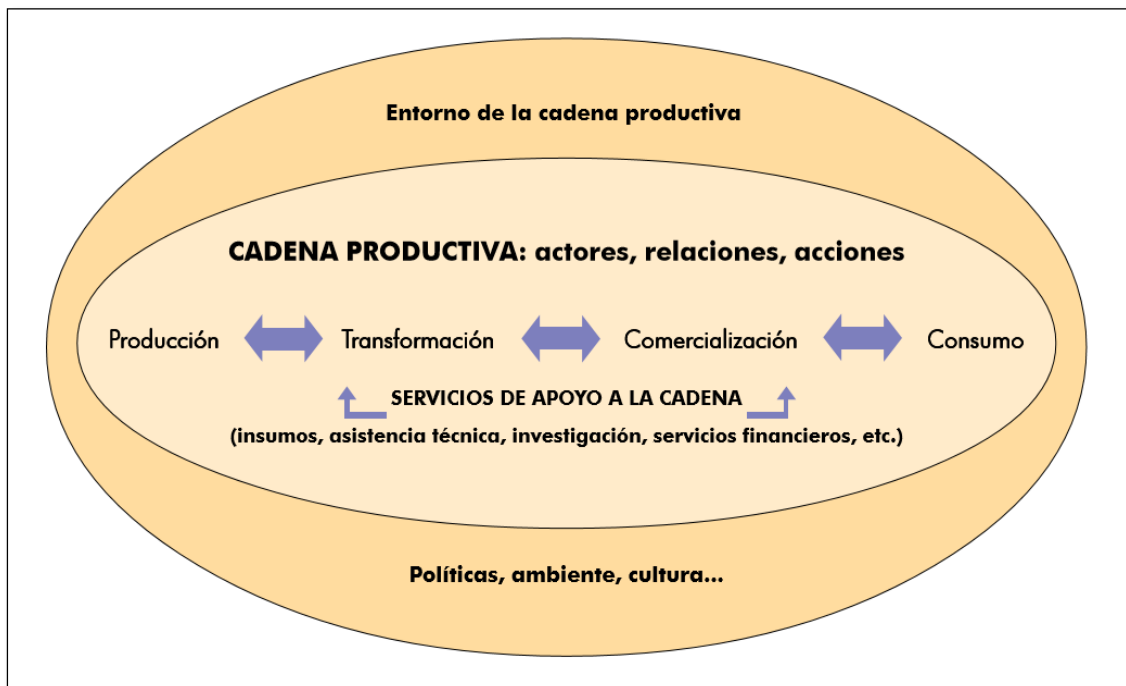 Entorno de la cadena productiva
CADENA PRODUCTIVA: actores, relaciones, acciones
Producción Transformación Comercialización Consumo
SERVICIOS DE APOYO A LA CADENA
(insumos, asistencia técnica, investigación, servicios financieros, etc.)
Políticas, ambiente, cultura...